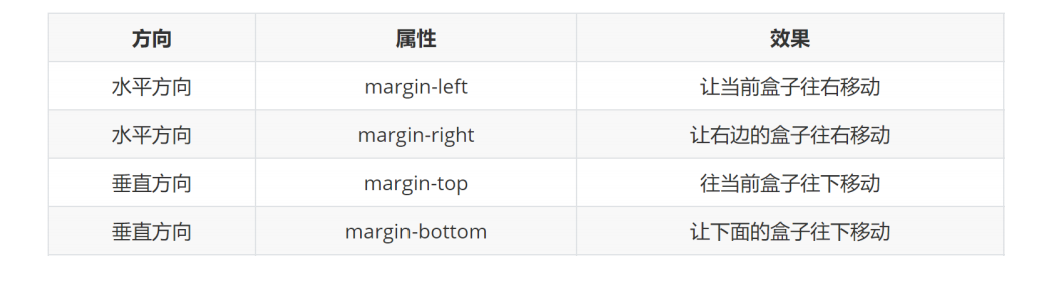 方向 属性 效果
水平方向 margin-left 让当前盒子往右移动
水平方向 margin-right 让右边的盒子往右移动
垂直方向 margin-top 往当前盒子往下移动
垂直方向 margin-bottom 让下面的盒子往下移动